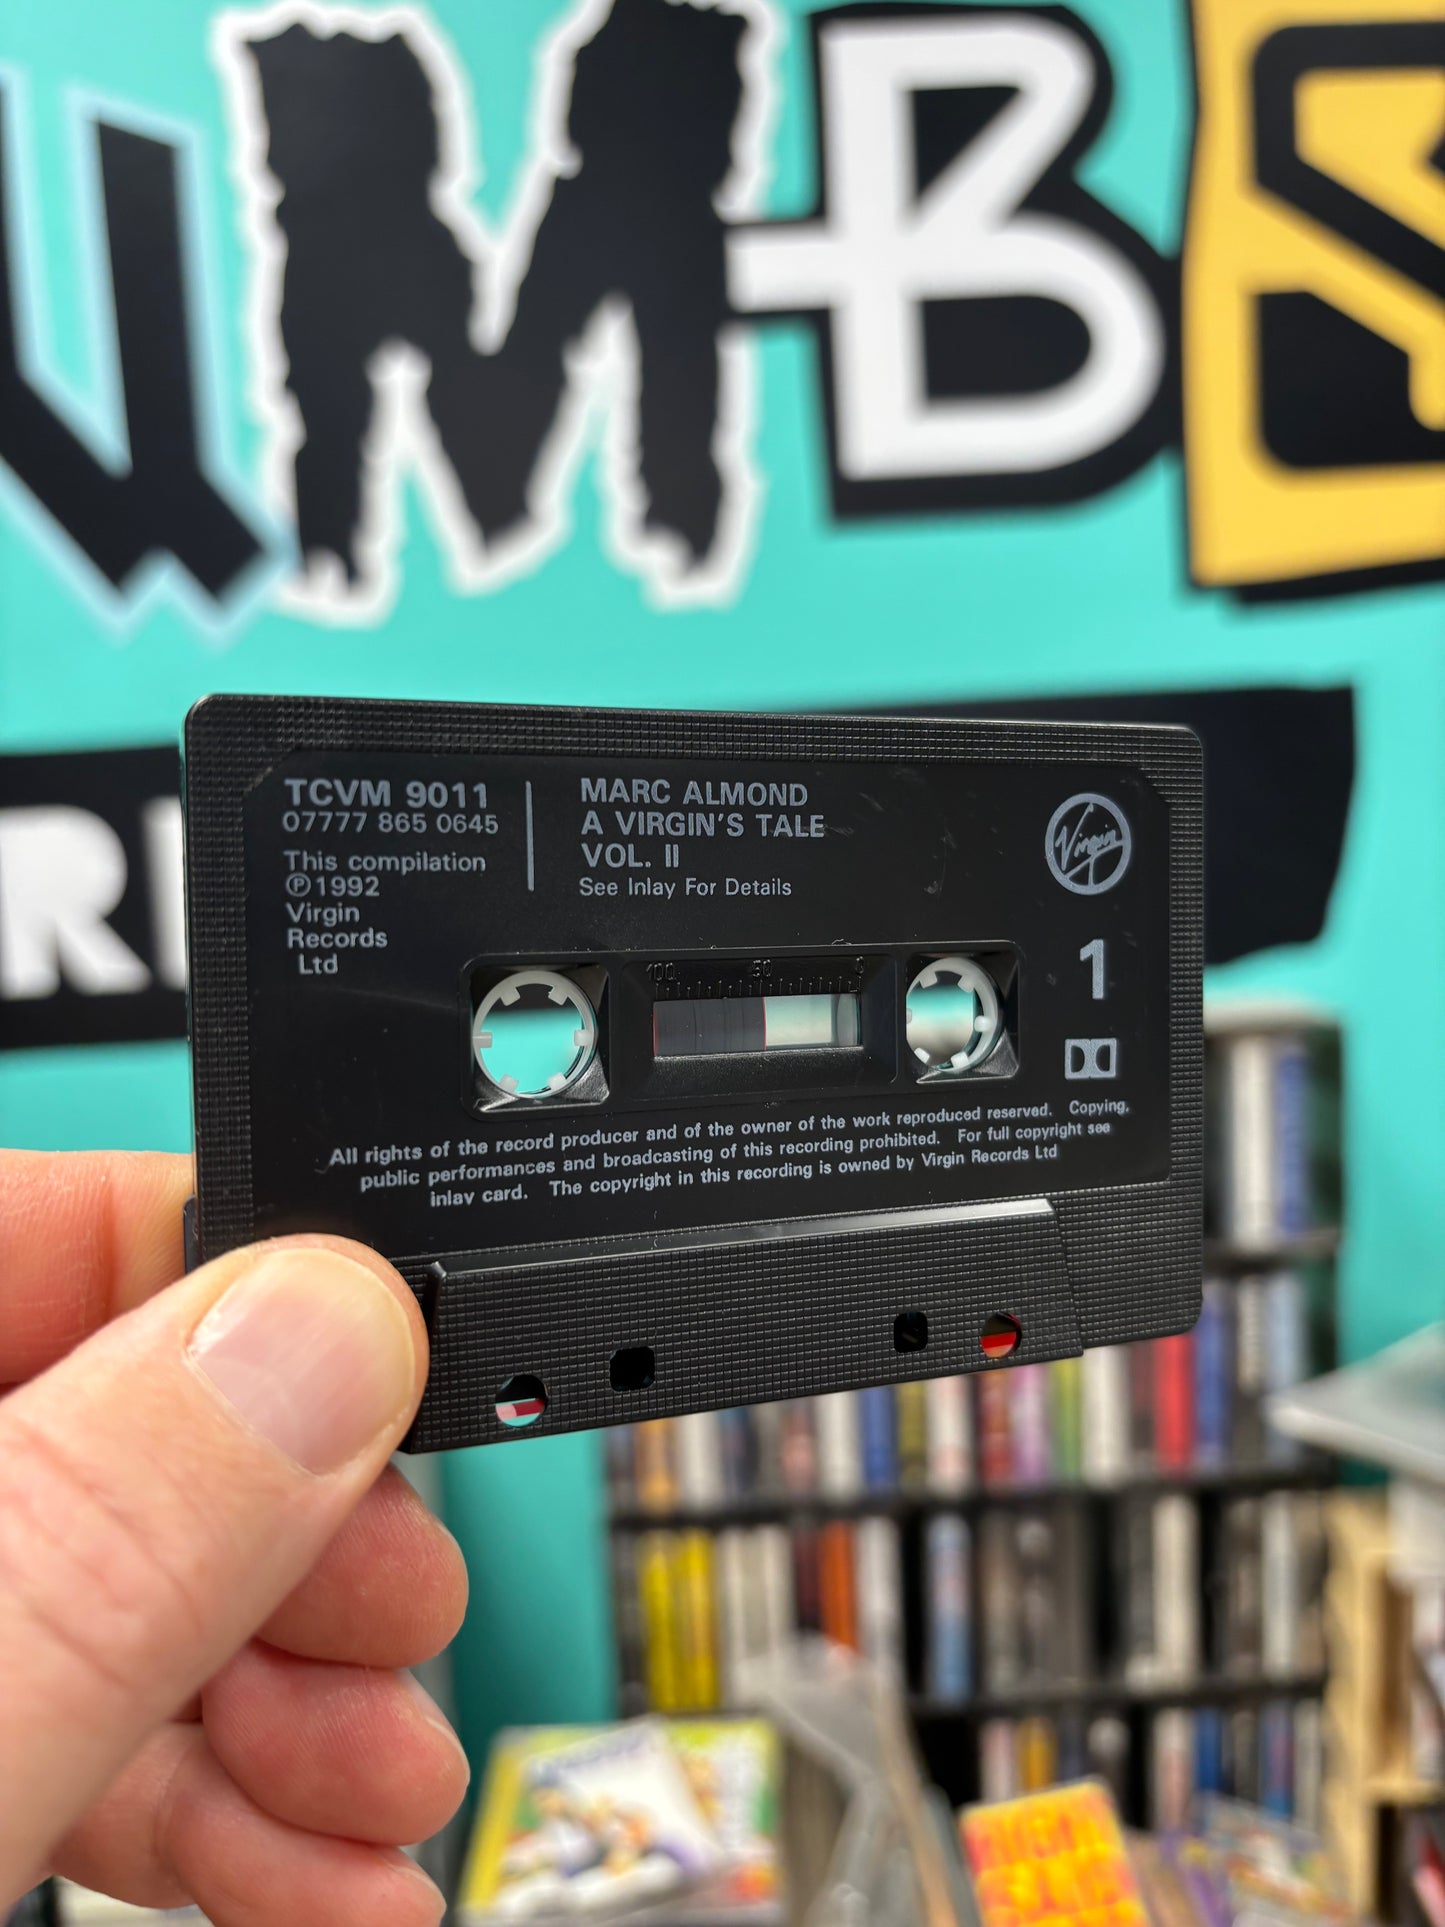 MBS
R
TCVM 9011
07777 865 0645
This compilation
℗1992
Virgin
Records
Ltd
MARC ALMOND
A VIRGIN'S TALE
VOL. II
See Inlay For Details
Virgin
100 50 0
1
All rights of the record producer and of the owner of the work reproduced reserved. Copying,
public performances and broadcasting of this recording prohibited. For full copyright see
inlay card. The copyright in this recording is owned by Virgin Records Ltd